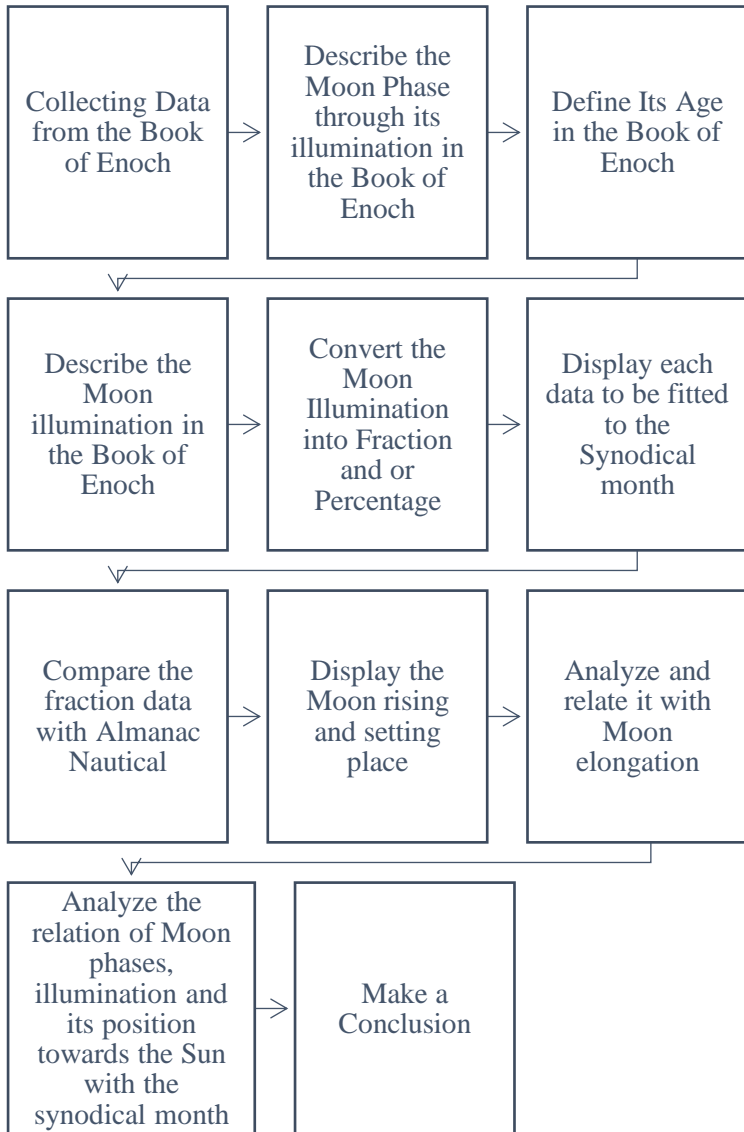 Collecting Data
from the Book
of Enoch
Describe the
Moon Phase
through its
illumination in
the Book of
Enoch
Define Its Age
in the Book of
Enoch
Describe the
Moon
illumination in
the Book of
Enoch
Convert the
Moon
Illumination
into Fraction
and or
Percentage
Display each
data to be fitted
to the
Synodical
month
Compare the
fraction data
with Almanac
Nautical
Display the
Moon rising
and setting
place
Analyze and
relate it with
Moon
elongation
Analyze the
relation of Moon
phases,
illumination and
its position
towards the Sun
with the
synodical month
Make a
Conclusion